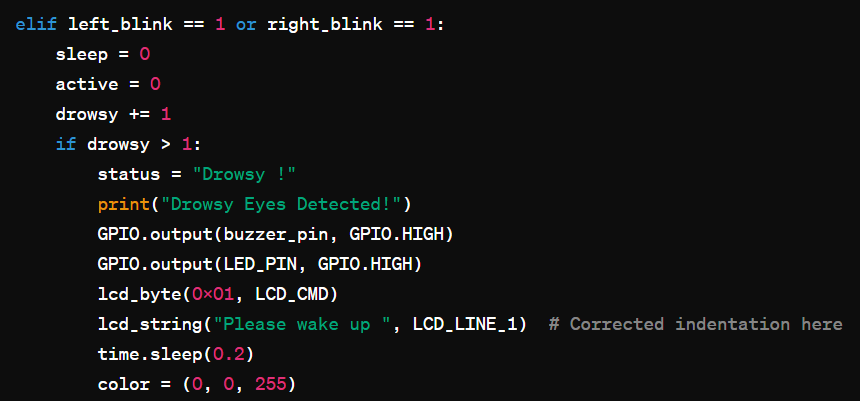 elif left_blink == 1 or right_blink == 1:
    sleep = 0
    active = 0
    drowsy += 1
    if drowsy > 1:
        status = "Drowsy !"
        print("Drowsy Eyes Detected!")
        GPIO.output(buzzer_pin, GPIO.HIGH)
        GPIO.output(LED_PIN, GPIO.HIGH)
        lcd_byte(0x01, LCD_CMD)
        lcd_string("Please wake up ", LCD_LINE_1)  # Corrected indentation here
        time.sleep(0.2)
        color = (0, 0, 255)